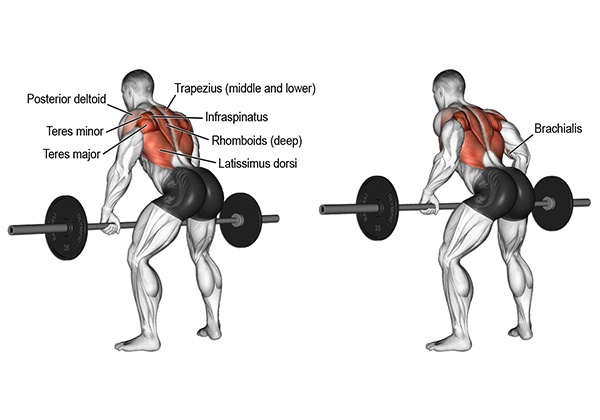 Trapezius (middle and lower)
Posterior deltoid
Infraspinatus
Teres minor
Rhomboids (deep)
Teres major
Latissimus dorsi
Brachialis